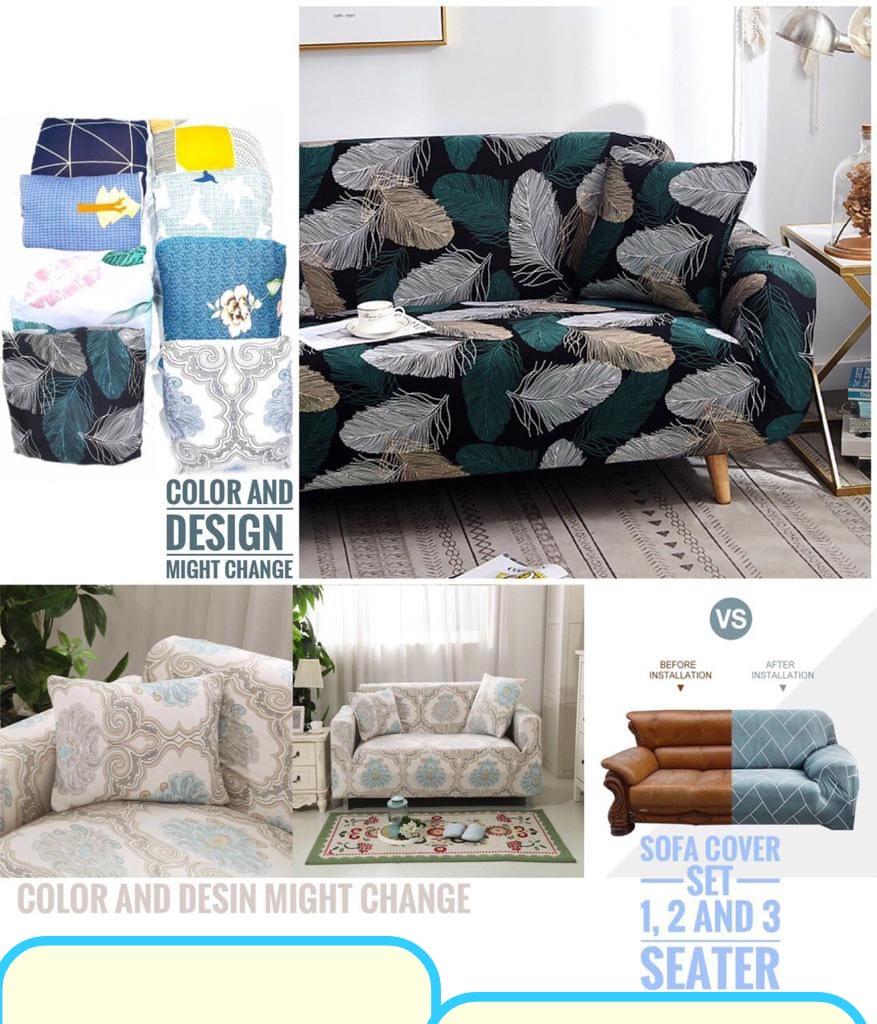 COLOR AND
DESIGN
MIGHT CHANGE
VS
BEFORE
INSTALLATION
AFTER
INSTALLATION
SOFA COVER
SET
1, 2 AND 3
SEATER
COLOR AND DESIN MIGHT CHANGE